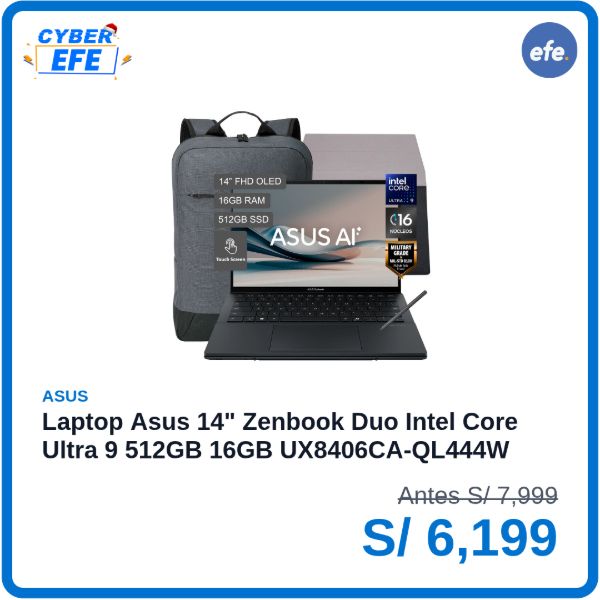 CYBER
EFE
efe.
14" FHD OLED
16GB RAM
512GB SSD
Touch Screen
ASUS AI
intel
CORE
ULTRA 9
16
NÚCLEOS
MILITARY
GRADE
ASUS
Laptop Asus 14" Zenbook Duo Intel Core
Ultra 9 512GB 16GB UX8406CA-QL444W
Antes S/ 7,999
S/ 6,199